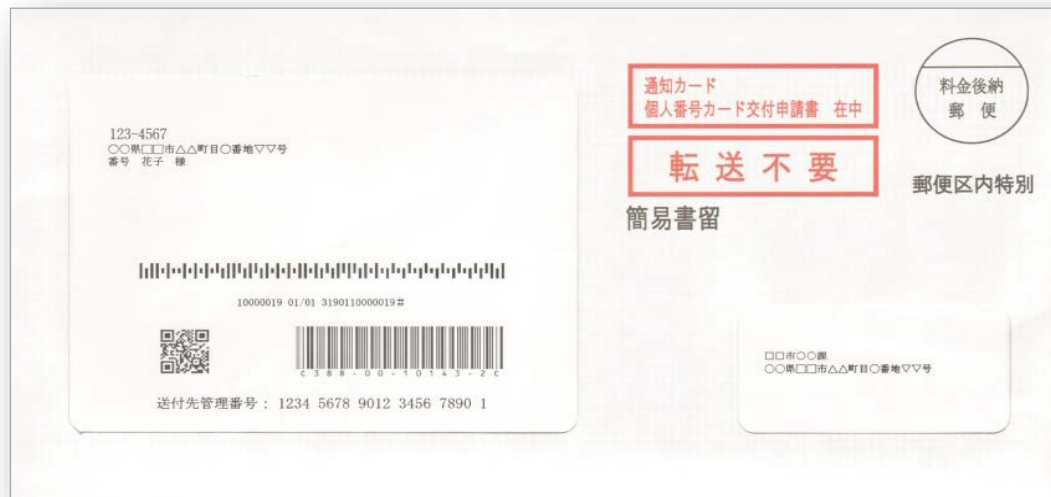 通知カード
個人番号カード交付申請書 在中
転送不要
簡易書留
料金後納
郵便
郵便区内特別
123-4567
〇〇県□□市△△町目〇番地▽▽号
番号 花子 様
10000019 01/01 3190110000019#
C388-00-10143-2C
送付先管理番号: 1234 5678 9012 3456 7890 1
□□市〇〇課
〇〇県□□市△△町目〇番地▽▽号